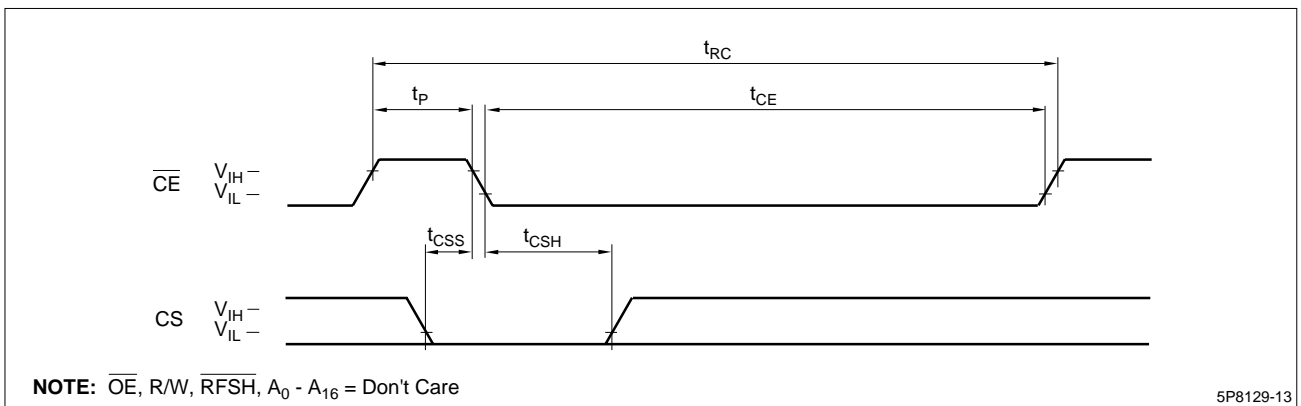 tRC
tP
tCE
CE
VIH
VIL
tCSS
tCSH
CS
VIH
VIL
NOTE: OE, R/W, RFSH, A0 - A16 = Don't Care
5P8129-13